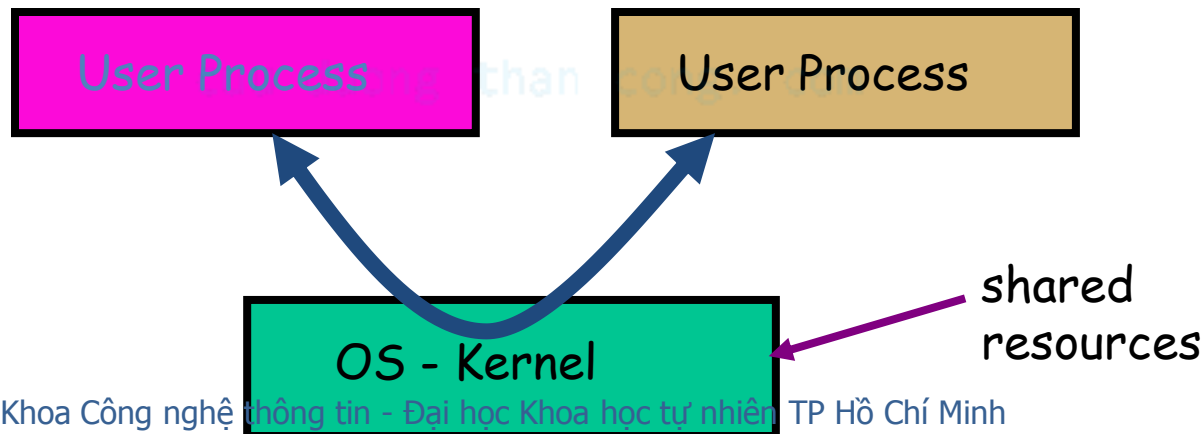 User Process
User Process
shared
resources
OS - Kernel
Khoa Công nghệ thông tin - Đại học Khoa học tự nhiên TP Hồ Chí Minh